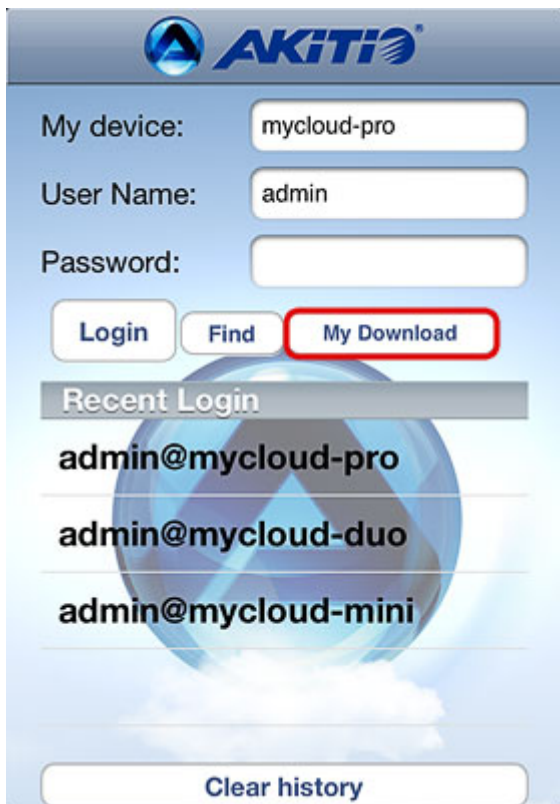 AKiTiO
My device: mycloud-pro
User Name: admin
Password:
Login Find My Download
Recent Login
admin@mycloud-pro
admin@mycloud-duo
admin@mycloud-mini
Clear history